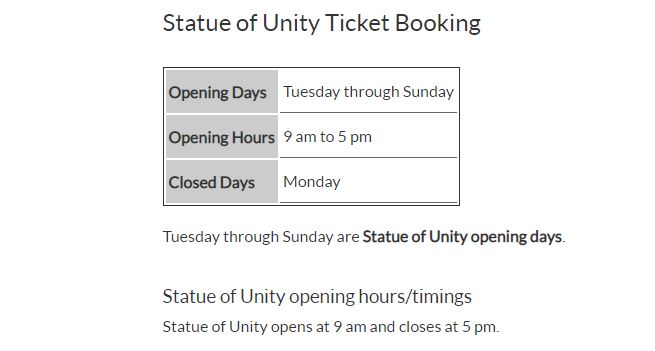 Statue of Unity Ticket Booking
Opening Days Tuesday through Sunday
Opening Hours 9 am to 5 pm
Closed Days Monday
Tuesday through Sunday are Statue of Unity opening days.
Statue of Unity opening hours/timings
Statue of Unity opens at 9 am and closes at 5 pm.